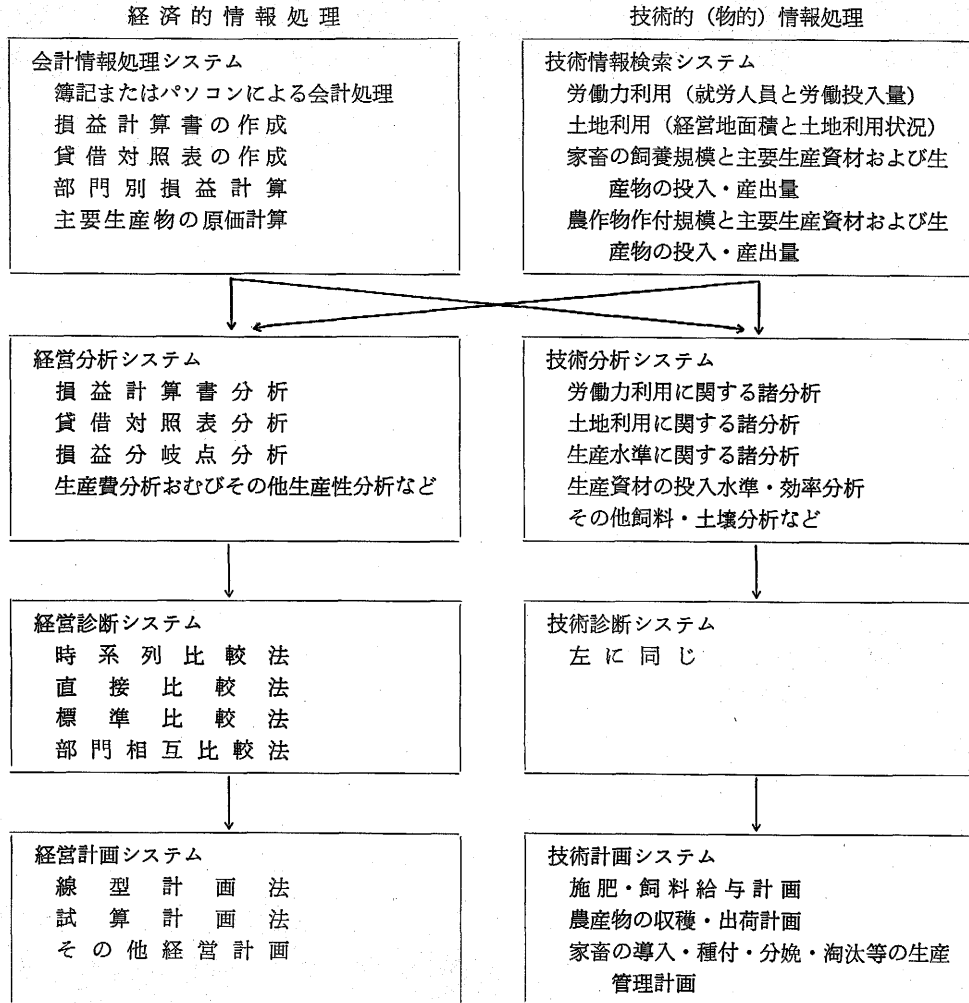 経済的情報処理
会計情報処理システム
簿記またはパソコンによる会計処理
損益計算書の作成
貸借対照表の作成
部門別損益計算
主要生産物の原価計算
技術的（物的）情報処理
技術情報検索システム
労働力利用（就労人員と労働投入量）
土地利用（経営地面積と土地利用状況）
家畜の飼養規模と主要生産資材および生
産物の投入・産出量
農作物作付規模と主要生産資材および生
産物の投入・産出量
経営分析システム
損益計算書分析
貸借対照表分析
損益分岐点分析
生産費分析おむびその他生産性分析など
技術分析システム
労働力利用に関する諸分析
土地利用に関する諸分析
生産水準に関する諸分析
生産資材の投入水準・効率分析
その他飼料・土壌分析など
経営診断システム
時系列比較法
直接比較法
標準比較法
部門相互比較法
技術診断システム
左に同じ
経営計画システム
線型計画法
試算計画法
その他経営計画
技術計画システム
施肥・飼料給与計画
農産物の収穫・出荷計画
家畜の導入・種付・分娩・淘汰等の生産
管理計画